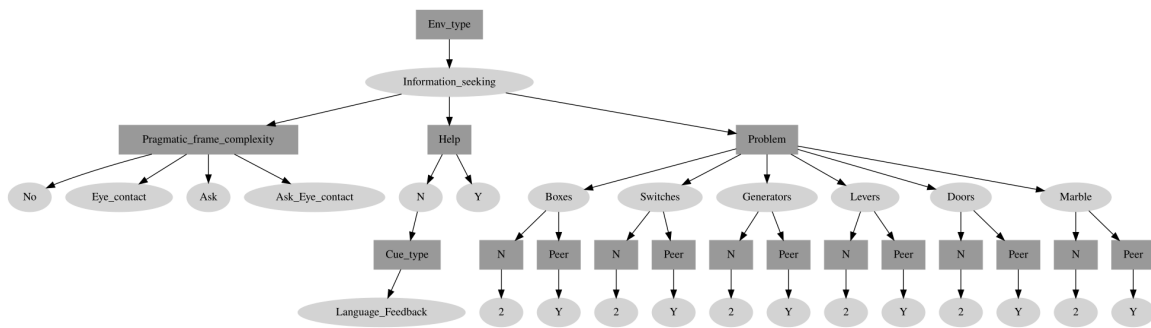 Env_type
Information_seeking
Pragmatic_frame_complexity Help Problem
No Eye_contact Ask Ask_Eye_contact N Y Boxes Switches Generators Levers Doors Marble
Cue_type N Peer N Peer N Peer N Peer N Peer N Peer
Language_Feedback 2 Y 2 Y 2 Y 2 Y 2 Y 2 Y